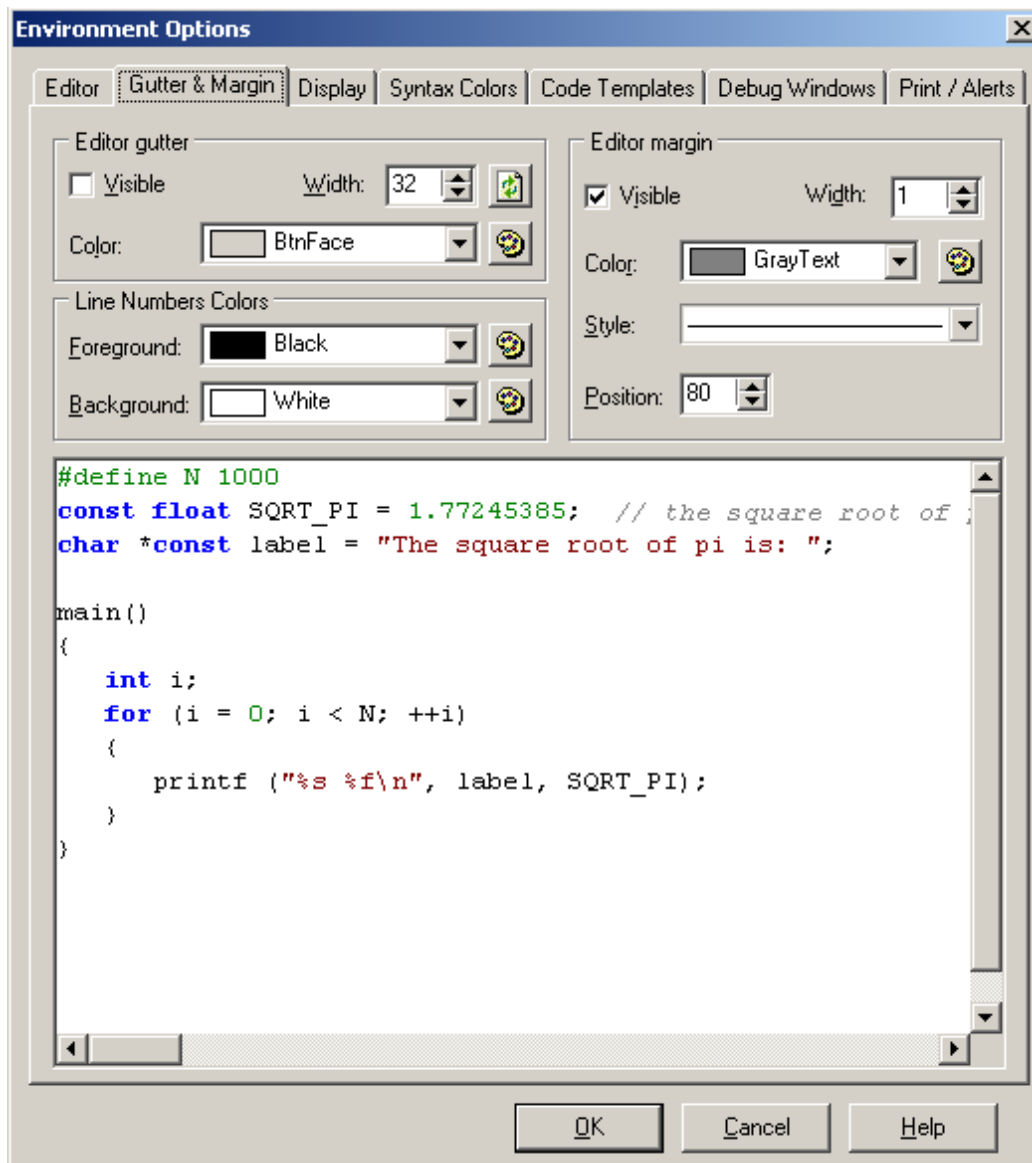 Environment Options
Editor Gutter & Margin Display Syntax Colors Code Templates Debug Windows Print / Alerts
Editor gutter
Visible Width: 32
Color: BtnFace
Line Numbers Colors
Foreground: Black
Background: White
Editor margin
Visible Width: 1
Color: GrayText
Style:
Position: 80
#define N 1000
const float SQRT_PI = 1.77245385;  // the square root of
char *const label = "The square root of pi is: ";
main()
{
   int i;
   for (i = 0; i < N; ++i)
   {
      printf ("%s %f\n", label, SQRT_PI);
   }
}
OK Cancel Help